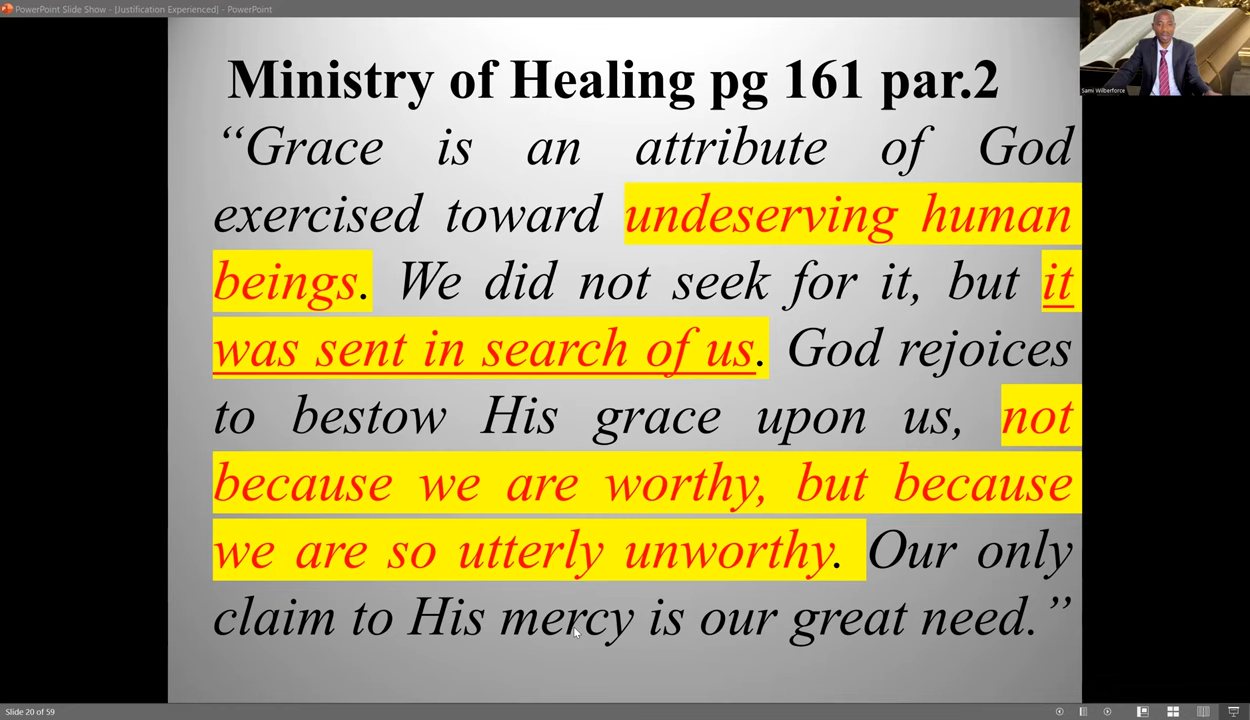 PowerPoint Slide Show - [Justification Experienced] - PowerPoint
Sami Wilberforce
Ministry of Healing pg 161 par.2
“Grace is an attribute of God
exercised toward undeserving human
beings. We did not seek for it, but it
was sent in search of us. God rejoices
to bestow His grace upon us, not
because we are worthy, but because
we are so utterly unworthy. Our only
claim to His mercy is our great need.”
Slide 20 of 59